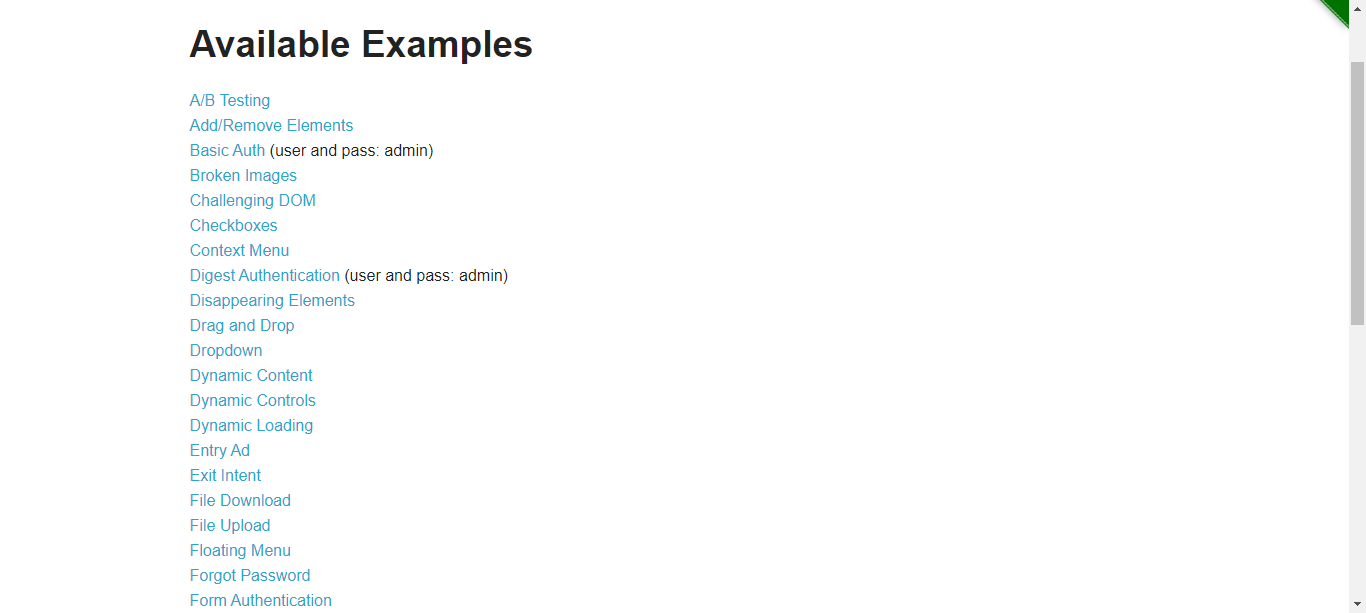 Available Examples
A/B Testing
Add/Remove Elements
Basic Auth (user and pass: admin)
Broken Images
Challenging DOM
Checkboxes
Context Menu
Digest Authentication (user and pass: admin)
Disappearing Elements
Drag and Drop
Dropdown
Dynamic Content
Dynamic Controls
Dynamic Loading
Entry Ad
Exit Intent
File Download
File Upload
Floating Menu
Forgot Password
Form Authentication